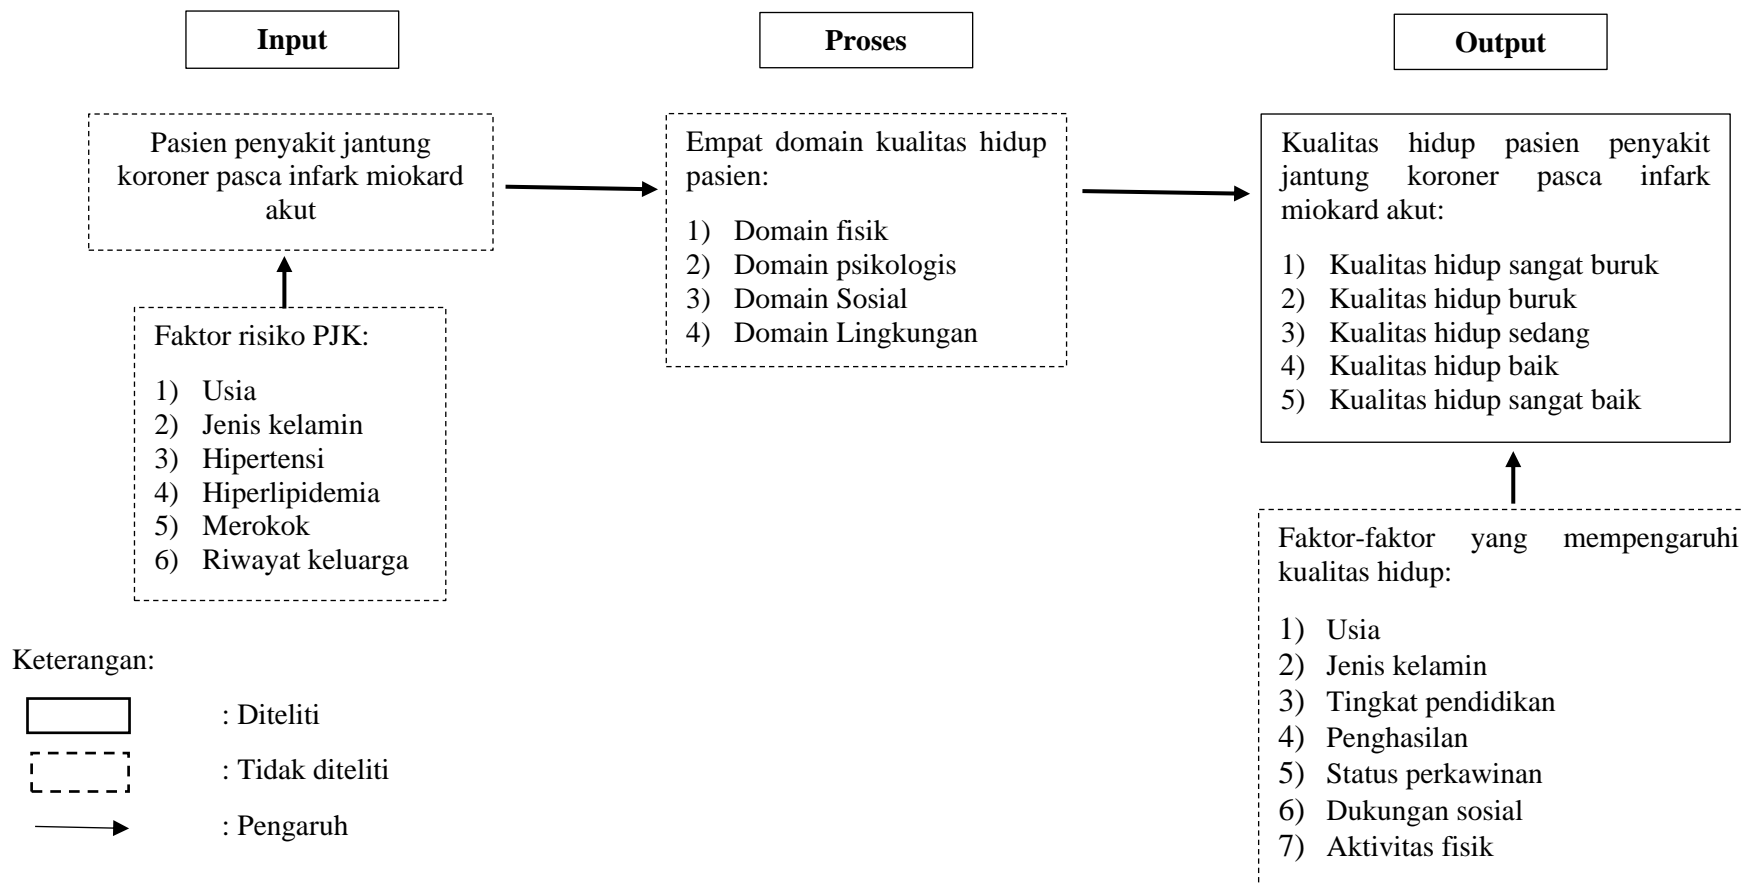 Input
Proses
Output
Pasien penyakit jantung
koroner pasca infark miokard
akut
Faktor risiko PJK:
1) Usia
2) Jenis kelamin
3) Hipertensi
4) Hiperlipidemia
5) Merokok
6) Riwayat keluarga
Empat domain kualitas hidup
pasien:
1) Domain fisik
2) Domain psikologis
3) Domain Sosial
4) Domain Lingkungan
Kualitas hidup pasien penyakit
jantung koroner pasca infark
miokard akut:
1) Kualitas hidup sangat buruk
2) Kualitas hidup buruk
3) Kualitas hidup sedang
4) Kualitas hidup baik
5) Kualitas hidup sangat baik
Faktor-faktor yang mempengaruhi
kualitas hidup:
1) Usia
2) Jenis kelamin
3) Tingkat pendidikan
4) Penghasilan
5) Status perkawinan
6) Dukungan sosial
7) Aktivitas fisik
Keterangan:
: Diteliti
: Tidak diteliti
: Pengaruh